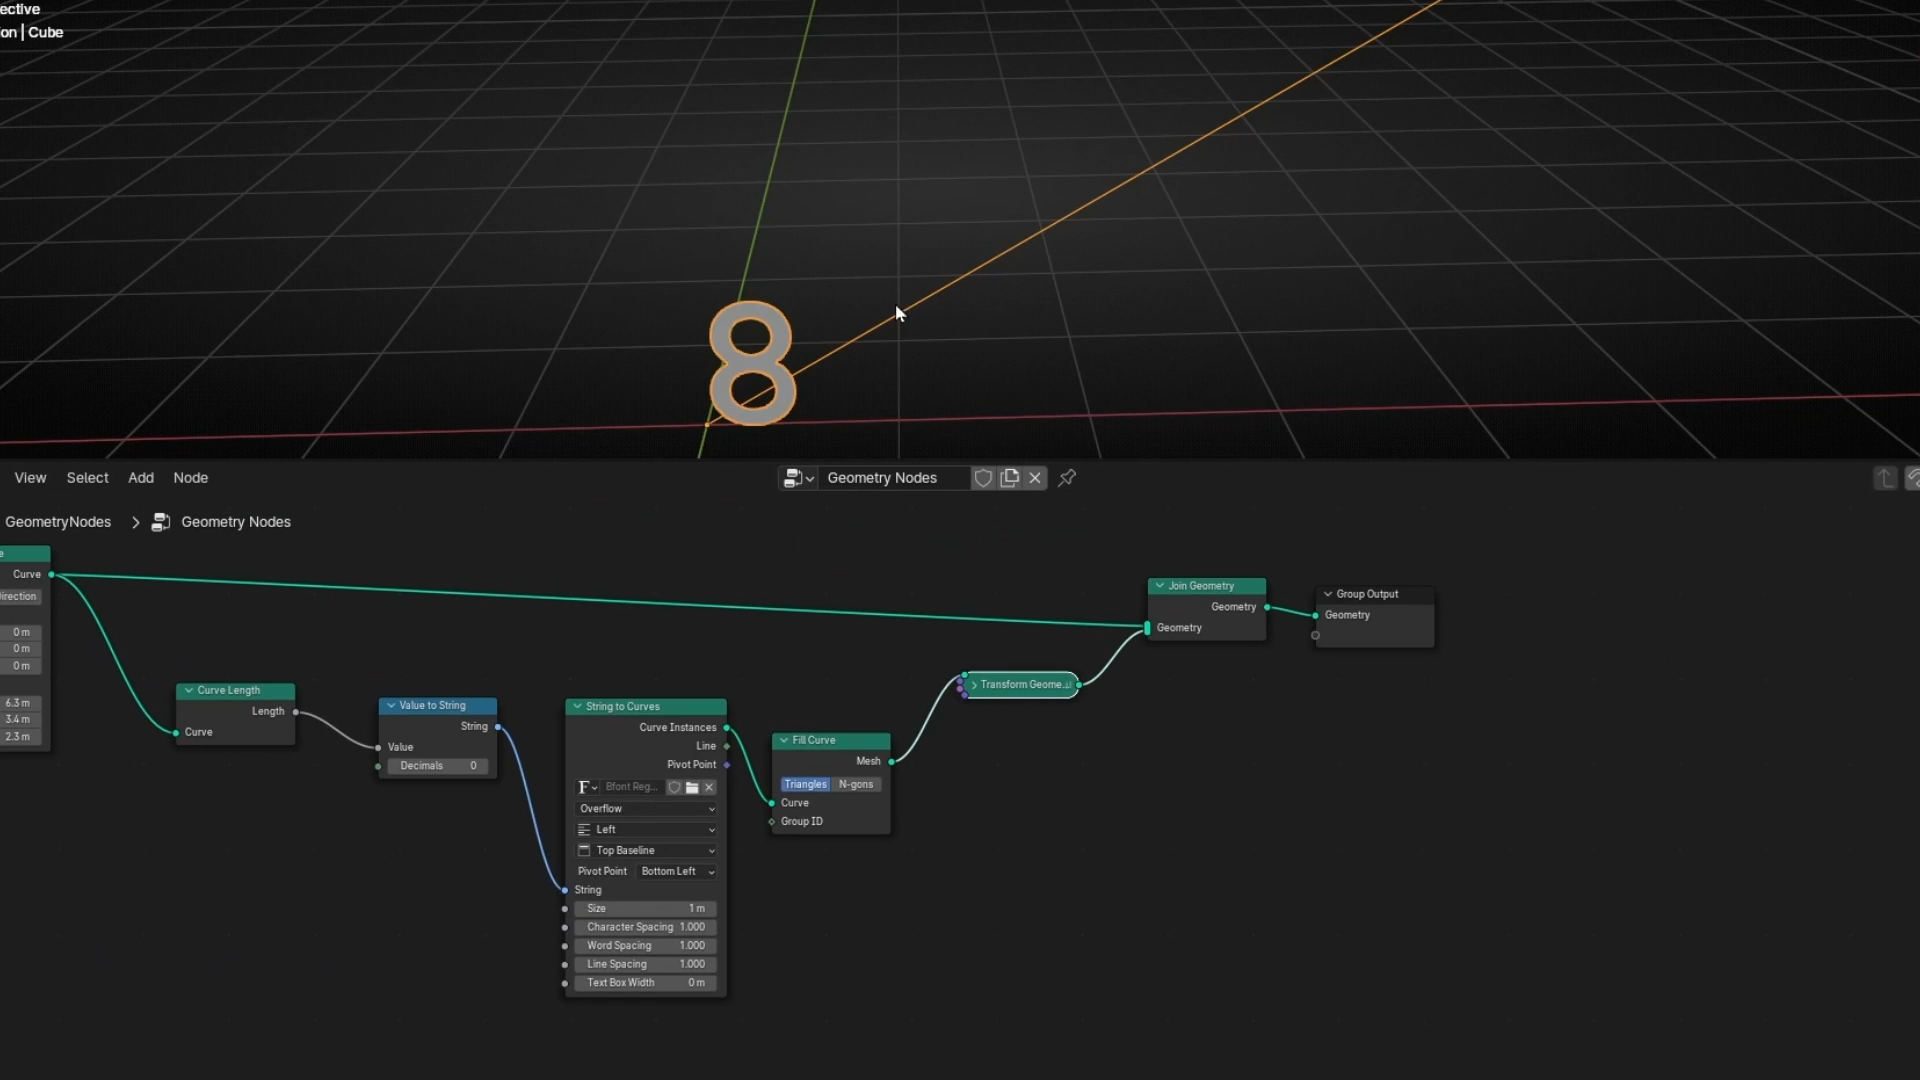 ective
on | Cube
8
View Select Add Node Geometry Nodes
GeometryNodes > Geometry Nodes
e
Curve
irection
0 m
0 m
0 m
6.3 m
3.4 m
2.3 m
Curve Length
Length
Curve
Value to String
String
Value
Decimals 0
String to Curves
Curve Instances
Line
Pivot Point
F Bfont Reg...
Overflow
Left
Top Baseline
Pivot Point Bottom Left
String
Size 1 m
Character Spacing 1.000
Word Spacing 1.000
Line Spacing 1.000
Text Box Width 0 m
Fill Curve
Mesh
Triangles N-gons
Curve
Group ID
Transform Geome...
Join Geometry
Geometry
Geometry
Group Output
Geometry